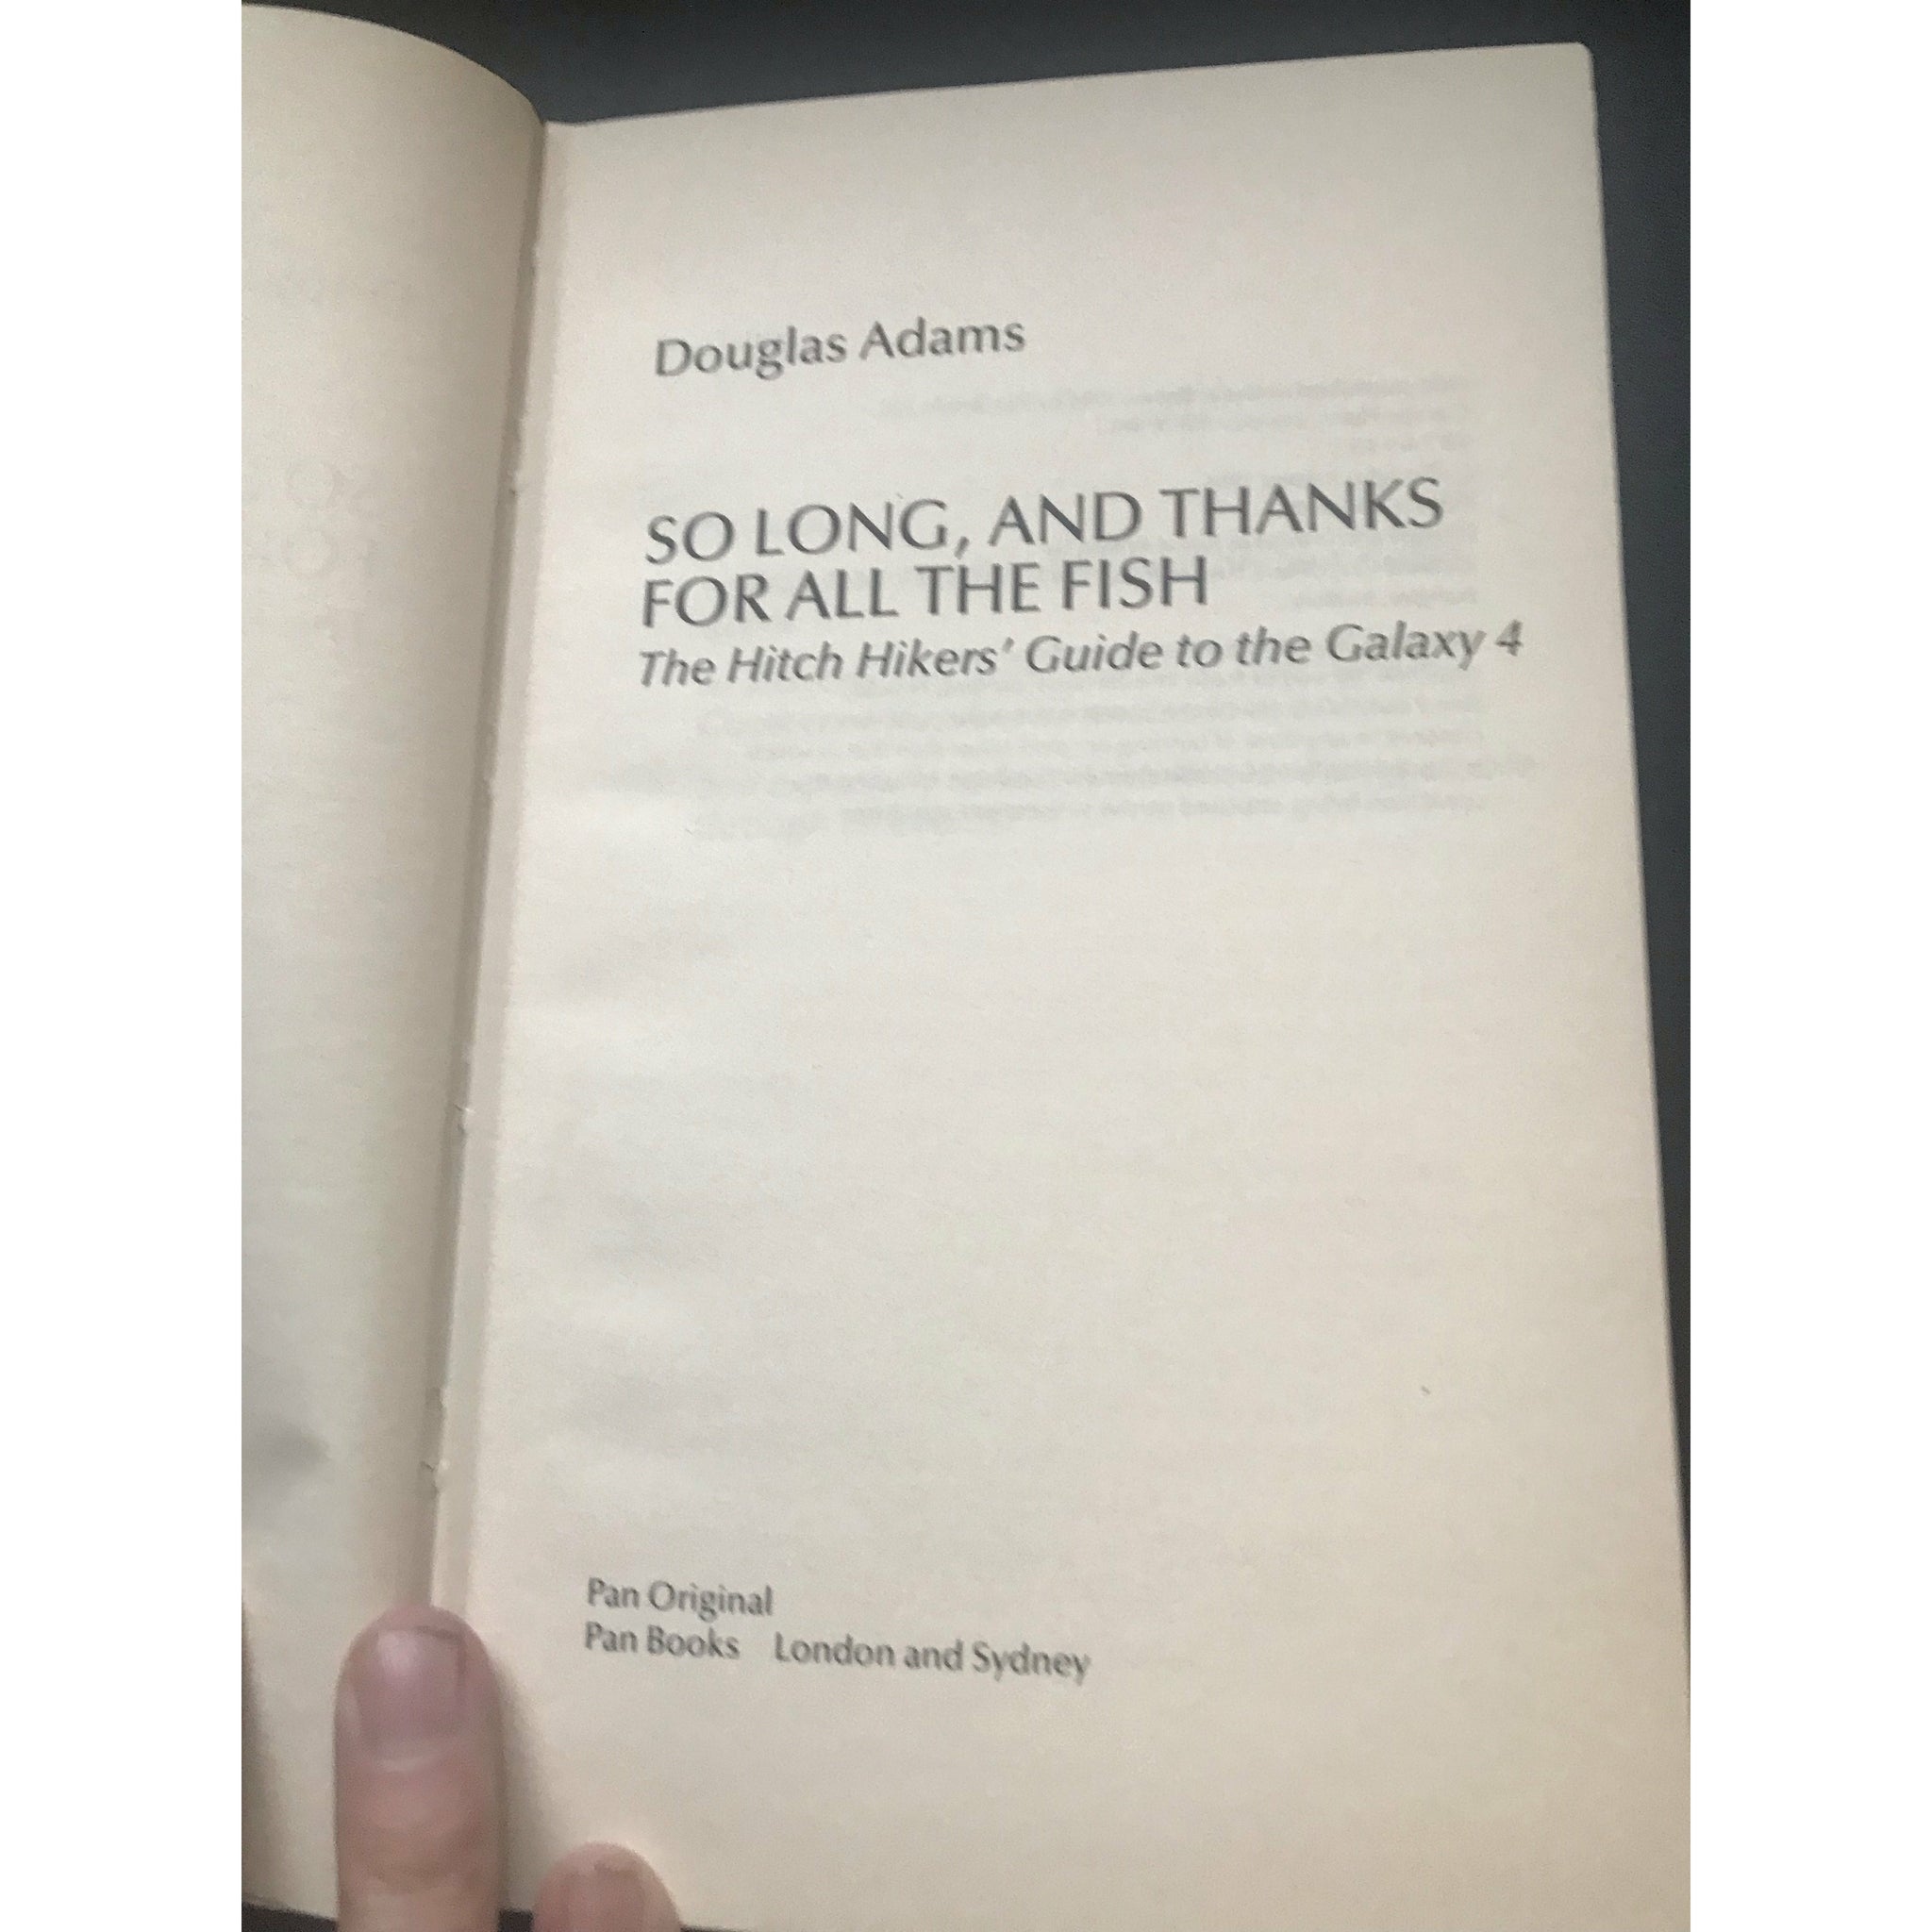 Douglas Adams
SO LONG, AND THANKS
FOR ALL THE FISH
The Hitch Hikers' Guide to the Galaxy 4
Pan Original
Pan Books London and Sydney